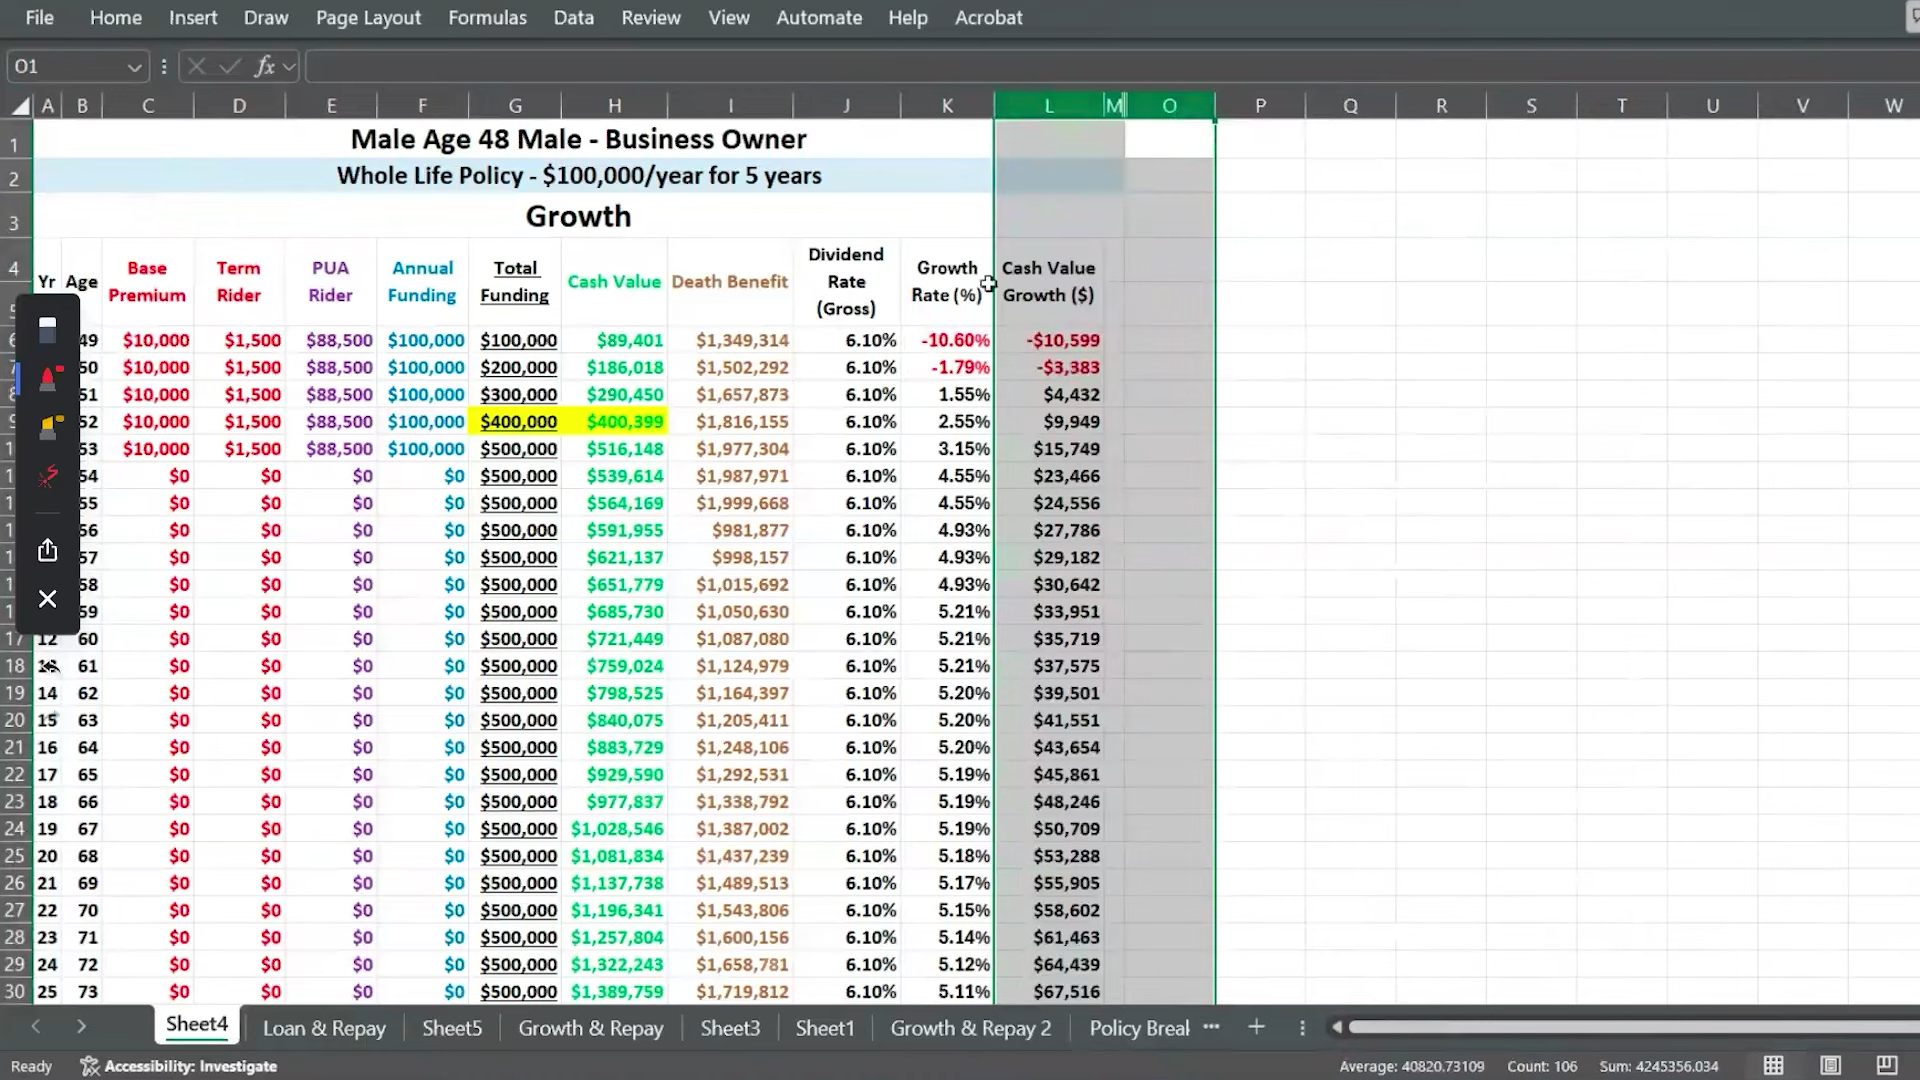 File Home Insert Draw Page Layout Formulas Data Review View Automate Help Acrobat
O1 fx
A B C D E F G H I J K L M O P Q R S T U V W
1 Male Age 48 Male - Business Owner
2 Whole Life Policy - $100,000/year for 5 years
3 Growth
4 Yr Age Base Premium Term Rider PUA Rider Annual Funding Total Funding Cash Value Death Benefit Dividend Rate (Gross) Growth Rate (%) Cash Value Growth ($)
49 $10,000 $1,500 $88,500 $100,000 $100,000 $89,401 $1,349,314 6.10% -10.60% -$10,599
50 $10,000 $1,500 $88,500 $100,000 $200,000 $186,018 $1,502,292 6.10% -1.79% -$3,383
51 $10,000 $1,500 $88,500 $100,000 $300,000 $290,450 $1,657,873 6.10% 1.55% $4,432
52 $10,000 $1,500 $88,500 $100,000 $400,000 $400,399 $1,816,155 6.10% 2.55% $9,949
53 $10,000 $1,500 $88,500 $100,000 $500,000 $516,148 $1,977,304 6.10% 3.15% $15,749
54 $0 $0 $0 $0 $500,000 $539,614 $1,987,971 6.10% 4.55% $23,466
55 $0 $0 $0 $0 $500,000 $564,169 $1,999,668 6.10% 4.55% $24,556
56 $0 $0 $0 $0 $500,000 $591,955 $981,877 6.10% 4.93% $27,786
57 $0 $0 $0 $0 $500,000 $621,137 $998,157 6.10% 4.93% $29,182
58 $0 $0 $0 $0 $500,000 $651,779 $1,015,692 6.10% 4.93% $30,642
59 $0 $0 $0 $0 $500,000 $685,730 $1,050,630 6.10% 5.21% $33,951
17 12 60 $0 $0 $0 $0 $500,000 $721,449 $1,087,080 6.10% 5.21% $35,719
18 61 $0 $0 $0 $0 $500,000 $759,024 $1,124,979 6.10% 5.21% $37,575
19 14 62 $0 $0 $0 $0 $500,000 $798,525 $1,164,397 6.10% 5.20% $39,501
20 15 63 $0 $0 $0 $0 $500,000 $840,075 $1,205,411 6.10% 5.20% $41,551
21 16 64 $0 $0 $0 $0 $500,000 $883,729 $1,248,106 6.10% 5.20% $43,654
22 17 65 $0 $0 $0 $0 $500,000 $929,590 $1,292,531 6.10% 5.19% $45,861
23 18 66 $0 $0 $0 $0 $500,000 $977,837 $1,338,792 6.10% 5.19% $48,246
24 19 67 $0 $0 $0 $0 $500,000 $1,028,546 $1,387,002 6.10% 5.19% $50,709
25 20 68 $0 $0 $0 $0 $500,000 $1,081,834 $1,437,239 6.10% 5.18% $53,288
26 21 69 $0 $0 $0 $0 $500,000 $1,137,738 $1,489,513 6.10% 5.17% $55,905
27 22 70 $0 $0 $0 $0 $500,000 $1,196,341 $1,543,806 6.10% 5.15% $58,602
28 23 71 $0 $0 $0 $0 $500,000 $1,257,804 $1,600,156 6.10% 5.14% $61,463
29 24 72 $0 $0 $0 $0 $500,000 $1,322,243 $1,658,781 6.10% 5.12% $64,439
30 25 73 $0 $0 $0 $0 $500,000 $1,389,759 $1,719,812 6.10% 5.11% $67,516
Sheet4 Loan & Repay Sheet5 Growth & Repay Sheet3 Sheet1 Growth & Repay 2 Policy Breal ...
Ready Accessibility: Investigate Average: 40820.73109 Count: 106 Sum: 4245356.034